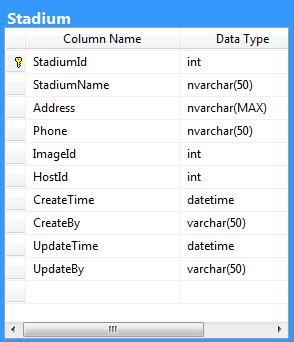 Stadium
Column Name Data Type
StadiumId int
StadiumName nvarchar(50)
Address nvarchar(MAX)
Phone nvarchar(50)
ImageId int
HostId int
CreateTime datetime
CreateBy varchar(50)
UpdateTime datetime
UpdateBy varchar(50)